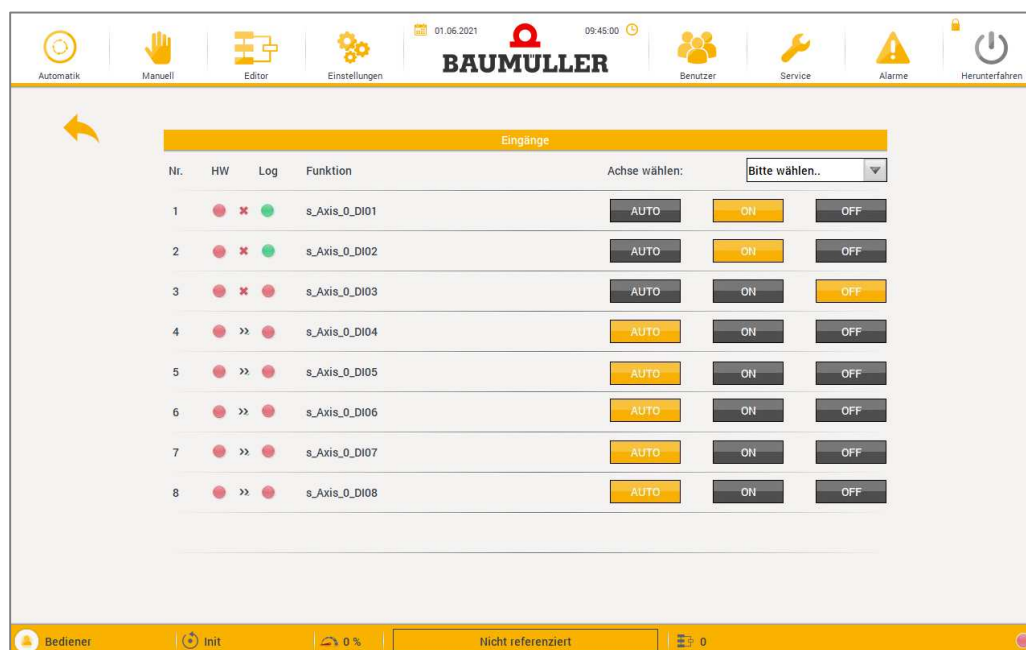 01.06.2021 09:45:00
BAUMÜLLER
Automatik Manuell Editor Einstellungen Benutzer Service Alarme Herunterfahren
Eingänge
Nr. HW Log Funktion Achse wählen: Bitte wählen..
1 s_Axis_0_DI01 AUTO ON OFF
2 s_Axis_0_DI02 AUTO ON OFF
3 s_Axis_0_DI03 AUTO ON OFF
4 s_Axis_0_DI04 AUTO ON OFF
5 s_Axis_0_DI05 AUTO ON OFF
6 s_Axis_0_DI06 AUTO ON OFF
7 s_Axis_0_DI07 AUTO ON OFF
8 s_Axis_0_DI08 AUTO ON OFF
Bediener Init 0 % Nicht referenziert 0